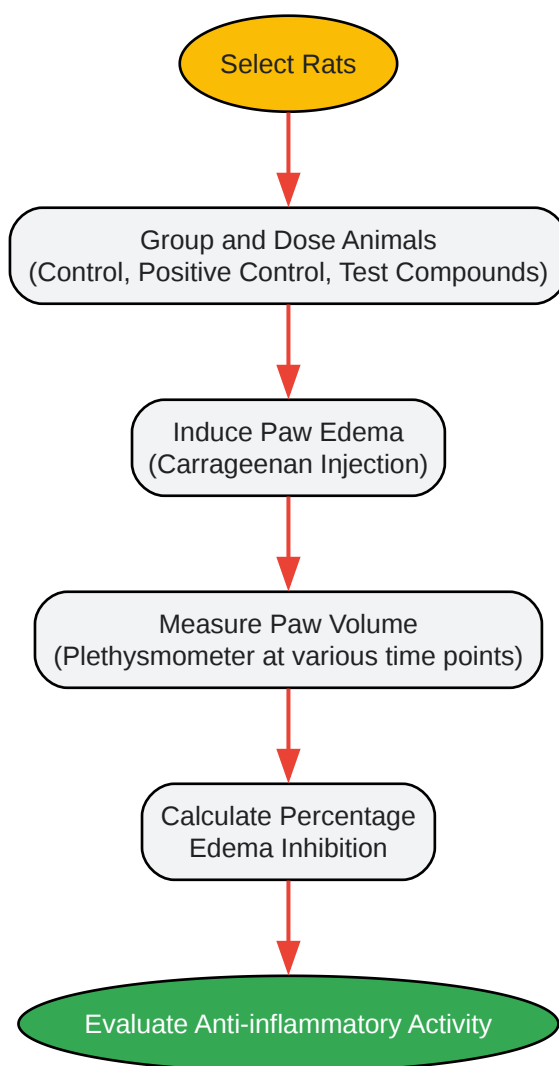 Select Rats
Group and Dose Animals
(Control, Positive Control, Test Compounds)
Induce Paw Edema
(Carrageenan Injection)
Measure Paw Volume
(Plethysmometer at various time points)
Calculate Percentage
Edema Inhibition
Evaluate Anti-inflammatory Activity